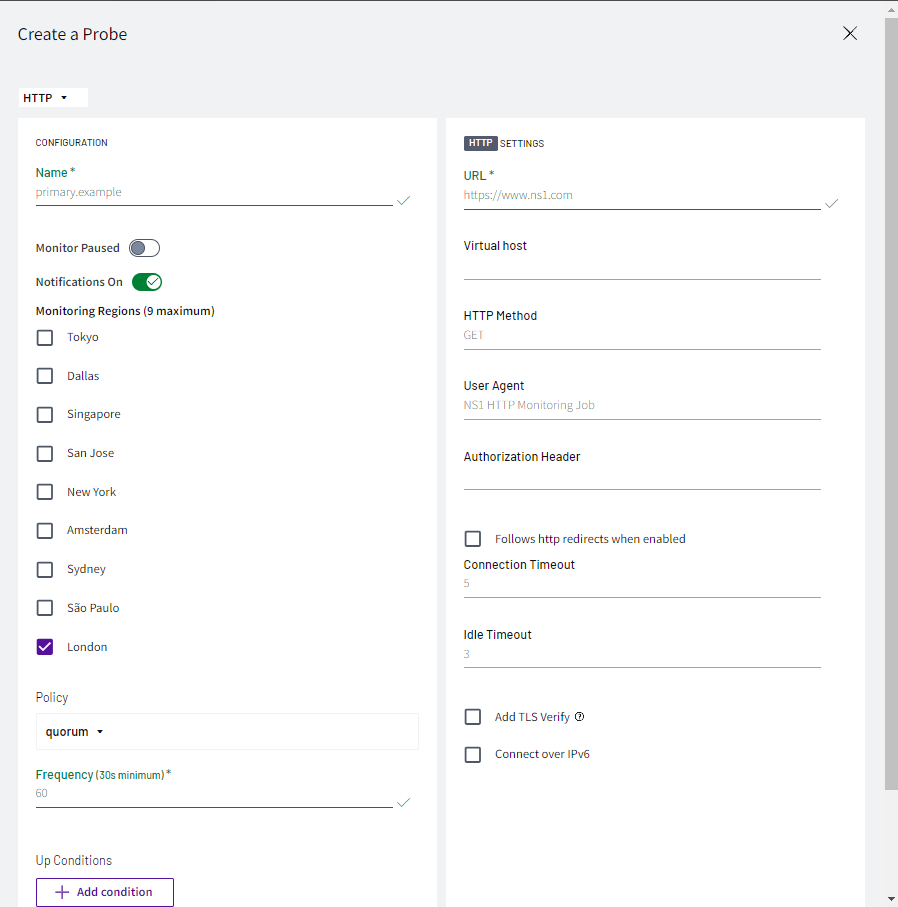 Create a Probe
HTTP
CONFIGURATION
Name *
primary.example
Monitor Paused
Notifications On
Monitoring Regions (9 maximum)
Tokyo
Dallas
Singapore
San Jose
New York
Amsterdam
Sydney
São Paulo
London
Policy
quorum
Frequency (30s minimum) *
60
Up Conditions
Add condition
HTTP SETTINGS
URL *
https://www.ns1.com
Virtual host
HTTP Method
GET
User Agent
NS1 HTTP Monitoring Job
Authorization Header
Follows http redirects when enabled
Connection Timeout
5
Idle Timeout
3
Add TLS Verify ?
Connect over IPv6